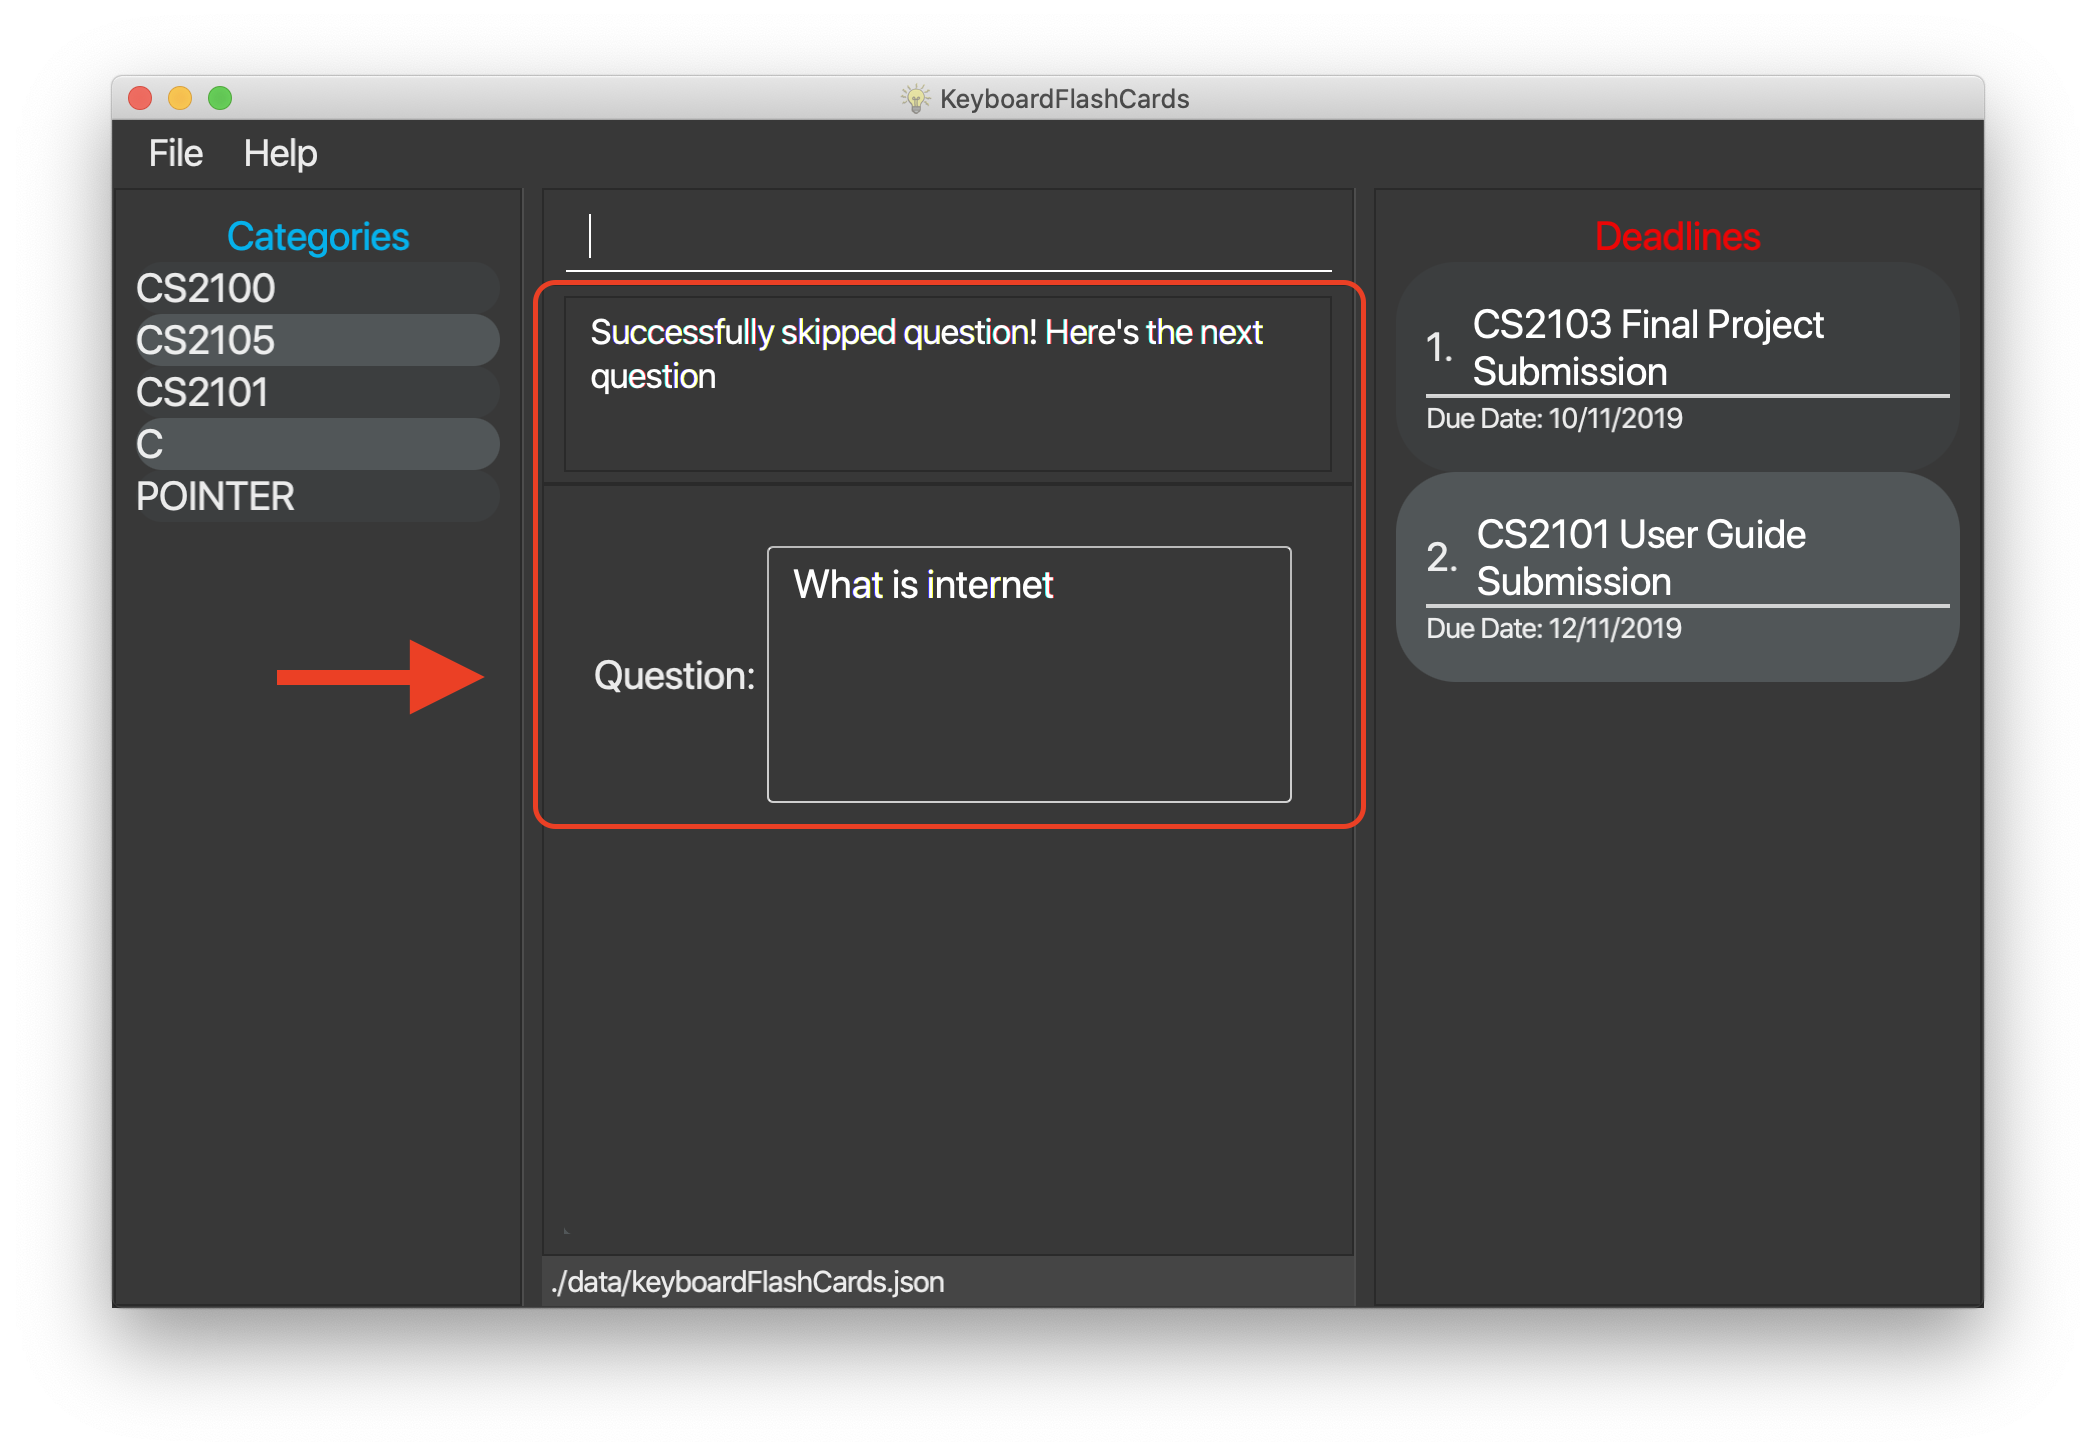 KeyboardFlashCards
File Help
Categories
CS2100
CS2105
CS2101
C
POINTER
Successfully skipped question! Here's the next
question
Question:
What is internet
./data/keyboardFlashCards.json
Deadlines
1.
CS2103 Final Project
Submission
Due Date: 10/11/2019
2.
CS2101 User Guide
Submission
Due Date: 12/11/2019